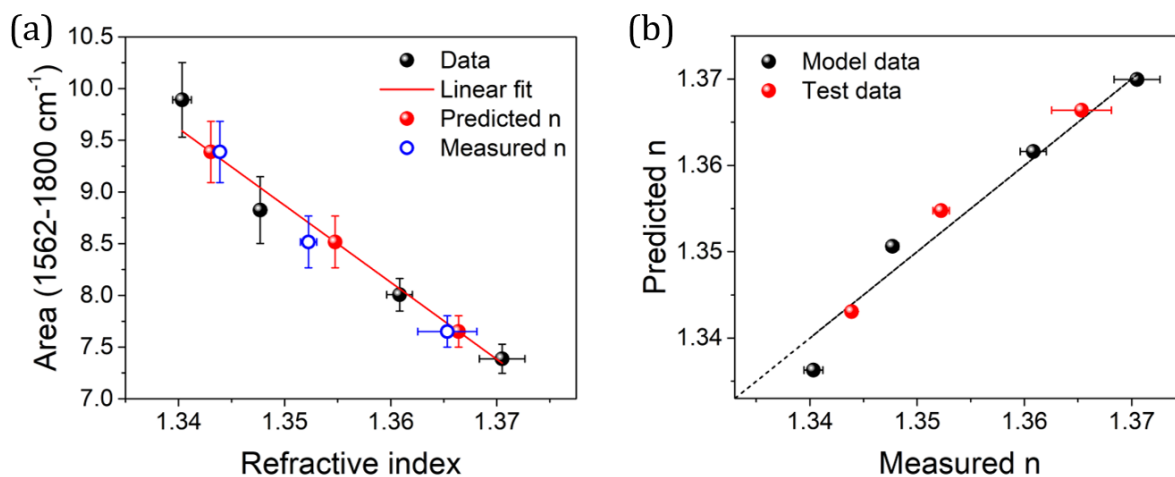 (a)
Area (1562-1800 cm⁻¹)
10.5
10.0
9.5
9.0
8.5
8.0
7.5
7.0
Data
Linear fit
Predicted n
Measured n
1.34 1.35 1.36 1.37
Refractive index
(b)
Predicted n
1.37
1.36
1.35
1.34
Model data
Test data
1.34 1.35 1.36 1.37
Measured n